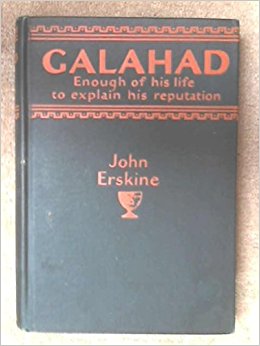 GALAHAD
Enough of his life
to explain his reputation
John
Erskine